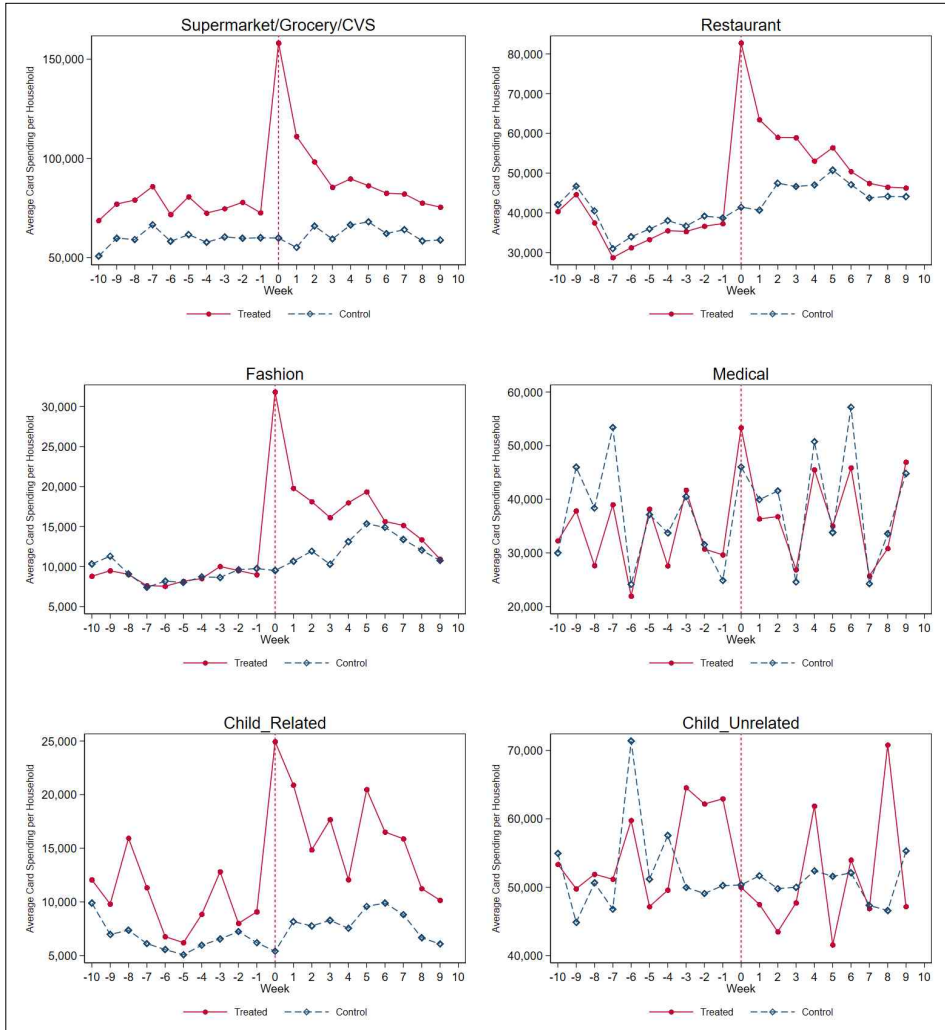 Supermarket/Grocery/CVS
Average Card Spending per Household
150,000
100,000
50,000
-10 -9 -8 -7 -6 -5 -4 -3 -2 -1 0 1 2 3 4 5 6 7 8 9 10
Week
Treated Control
Restaurant
Average Card Spending per Household
80,000
70,000
60,000
50,000
40,000
30,000
-10 -9 -8 -7 -6 -5 -4 -3 -2 -1 0 1 2 3 4 5 6 7 8 9 10
Week
Treated Control
Fashion
Average Card Spending per Household
30,000
25,000
20,000
15,000
10,000
5,000
-10 -9 -8 -7 -6 -5 -4 -3 -2 -1 0 1 2 3 4 5 6 7 8 9 10
Week
Treated Control
Medical
Average Card Spending per Household
60,000
50,000
40,000
30,000
20,000
-10 -9 -8 -7 -6 -5 -4 -3 -2 -1 0 1 2 3 4 5 6 7 8 9 10
Week
Treated Control
Child_Related
Average Card Spending per Household
25,000
20,000
15,000
10,000
5,000
-10 -9 -8 -7 -6 -5 -4 -3 -2 -1 0 1 2 3 4 5 6 7 8 9 10
Week
Treated Control
Child_Unrelated
Average Card Spending per Household
70,000
60,000
50,000
40,000
-10 -9 -8 -7 -6 -5 -4 -3 -2 -1 0 1 2 3 4 5 6 7 8 9 10
Week
Treated Control